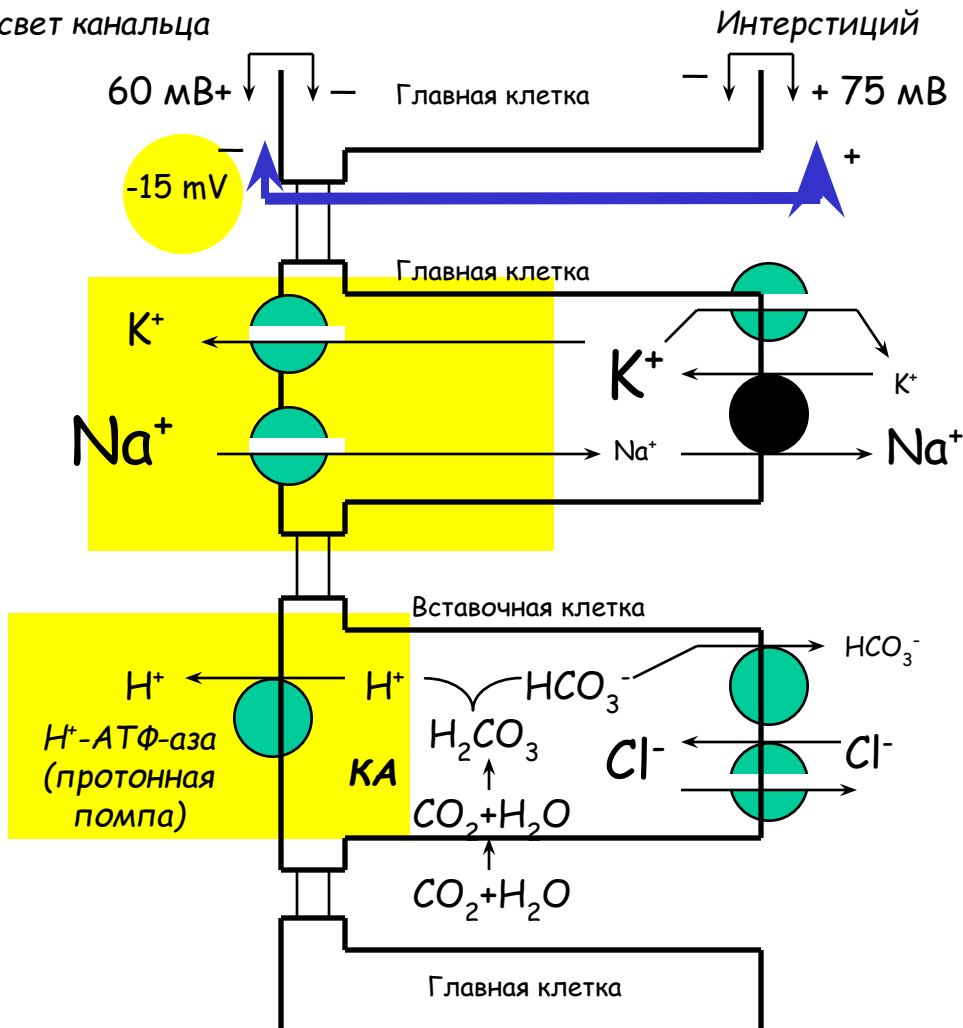 свет канальца
Интерстиций
60 мВ+ — Главная клетка — + 75 мВ
— +
-15 mV
Главная клетка
K⁺ K⁺ K⁺
Na⁺ Na⁺ Na⁺
Вставочная клетка
HCO₃⁻
H⁺ H⁺ HCO₃⁻
H⁺-АТФ-аза
(протонная
помпа)
H₂CO₃
КА
Cl⁻ Cl⁻
CO₂+H₂O
CO₂+H₂O
Главная клетка